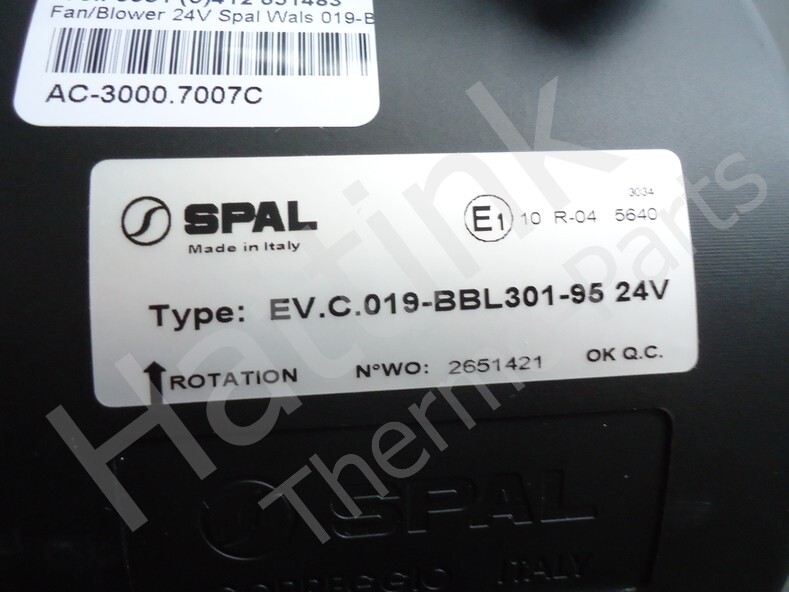 Fan/Blower 24V Spal Wals 019-B
AC-3000.7007C
SPAL
Made in Italy
E1 10 R-04 5640
3034
Type: EV.C.019-BBL301-95 24V
ROTATION N°WO: 2651421 OK Q.C.
SPAL
CORREGGIO ITALY
Hatink
Thermo Parts